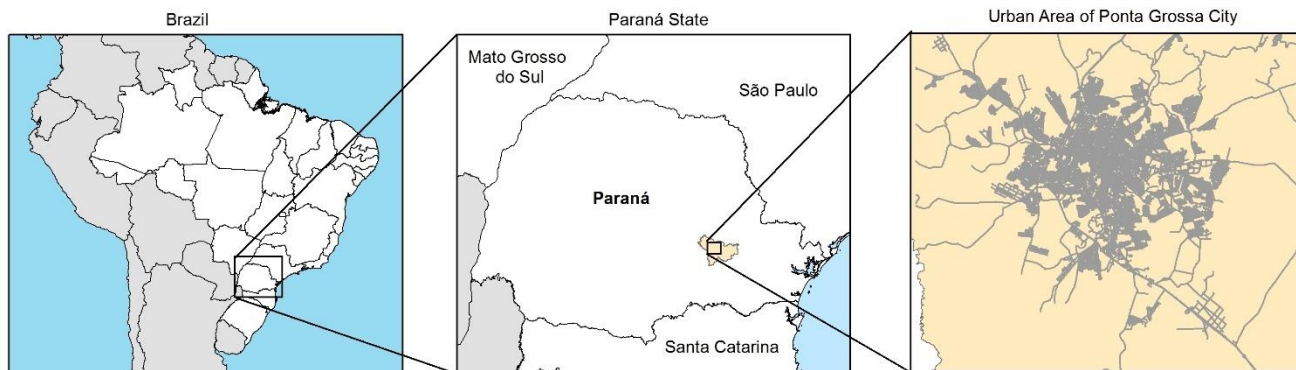 Brazil
Paraná State
Urban Area of Ponta Grossa City
Mato Grosso
do Sul
São Paulo
Paraná
Santa Catarina